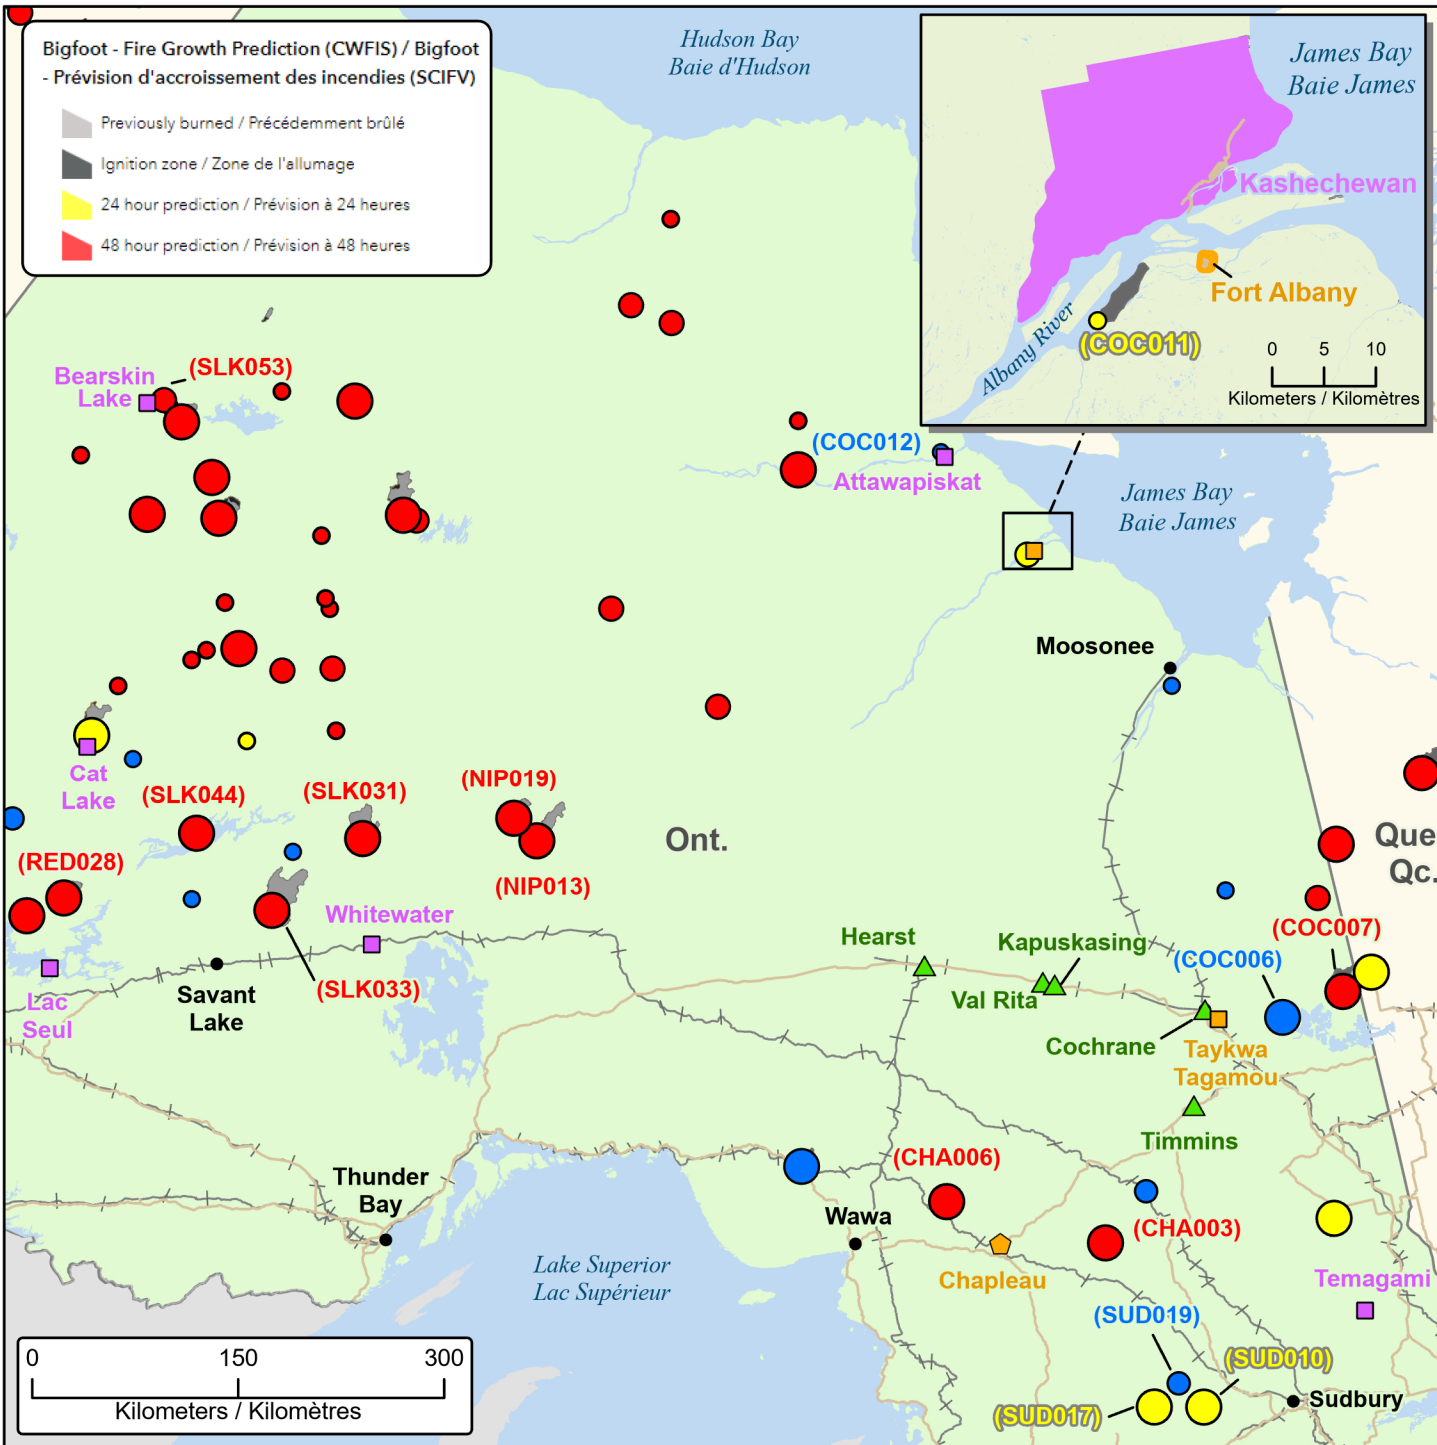 Bigfoot - Fire Growth Prediction (CWFIS) / Bigfoot
- Prévision d'accroissement des incendies (SCIFV)
Previously burned / Précédemment brûlé
Ignition zone / Zone de l'allumage
24 hour prediction / Prévision à 24 heures
48 hour prediction / Prévision à 48 heures
Hudson Bay
Baie d'Hudson
James Bay
Baie James
Kashechewan
Fort Albany
Albany River
(COC011)
0 5 10
Kilometers / Kilomètres
(SLK053)
Bearskin
Lake
(COC012)
Attawapiskat
James Bay
Baie James
Moosonee
Cat
Lake
(SLK044)
(SLK031)
(NIP019)
(NIP013)
Ont.
Que
Qc.
(RED028)
Whitewater
(SLK033)
Savant
Lake
Lac
Seul
Hearst
Kapuskasing
Val Rita
(COC007)
(COC006)
Cochrane
Taykwa
Tagamou
Timmins
Thunder
Bay
(CHA006)
Wawa
(CHA003)
Chapleau
Lake Superior
Lac Supérieur
Temagami
(SUD019)
(SUD010)
(SUD017)
Sudbury
0 150 300
Kilometers / Kilomètres